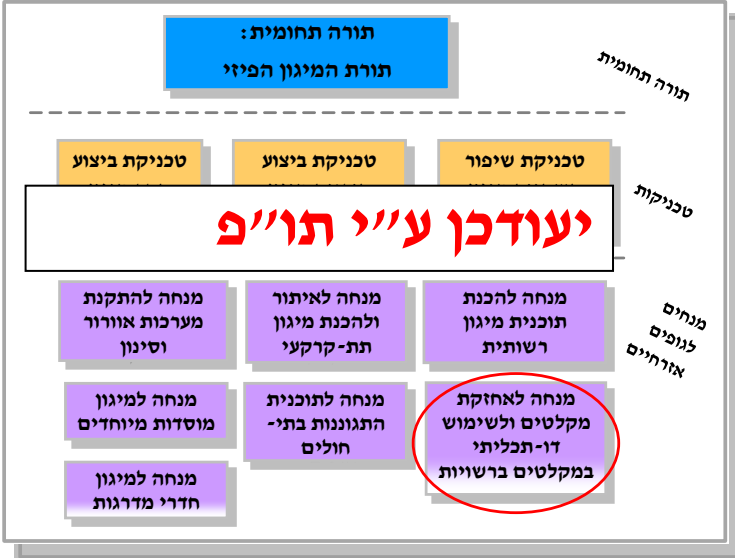 תורה תחומית:
תורת המיגון הפיזי
תורה תחומית
טכניקת שיפור
טכניקת ביצוע
טכניקת ביצוע
טכניקות
יעודכן ע״י תו״פ
מנחה להכנת
תוכנית מיגון
רשותית
מנחה לאיתור
ולהכנת מיגון
תת-קרקעי
מנחה להתקנת
מערכות אוורור
וסינון
מנחים
לגופים
אזרחיים
מנחה לאחזקת
מקלטים ולשימוש
דו-תכליתי
במקלטים ברשויות
מנחה לתוכנית
התגוננות בתי-
חולים
מנחה למיגון
מוסדות מיוחדים
מנחה למיגון
חדרי מדרגות